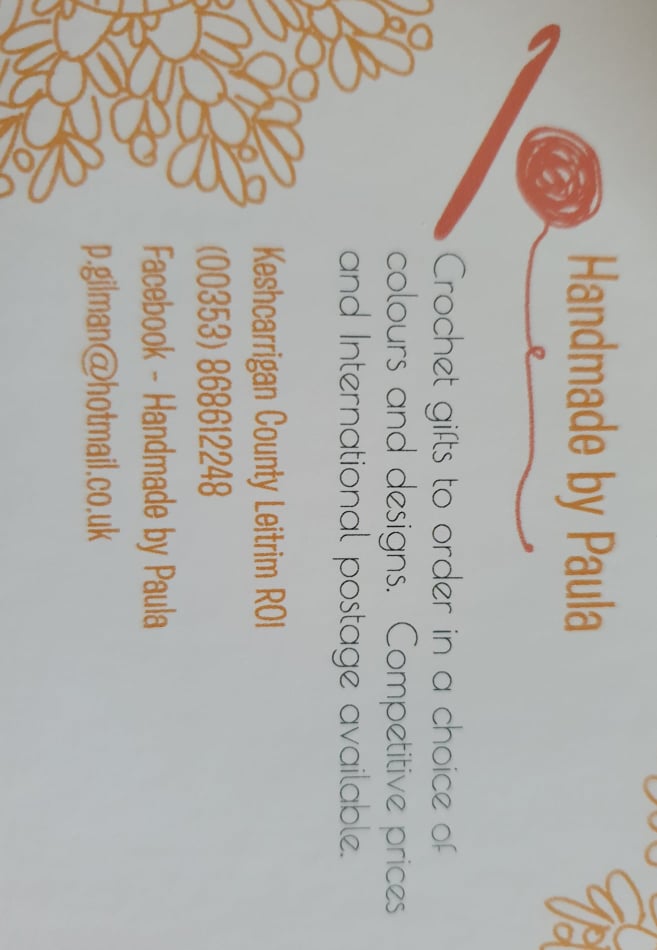 Handmade by Paula
Crochet gifts to order in a choice of
colours and designs. Competitive prices
and International postage available.
Keshcarrigan County Leitrim ROI
(00353) 868612248
Facebook - Handmade by Paula
p.gilman@hotmail.co.uk